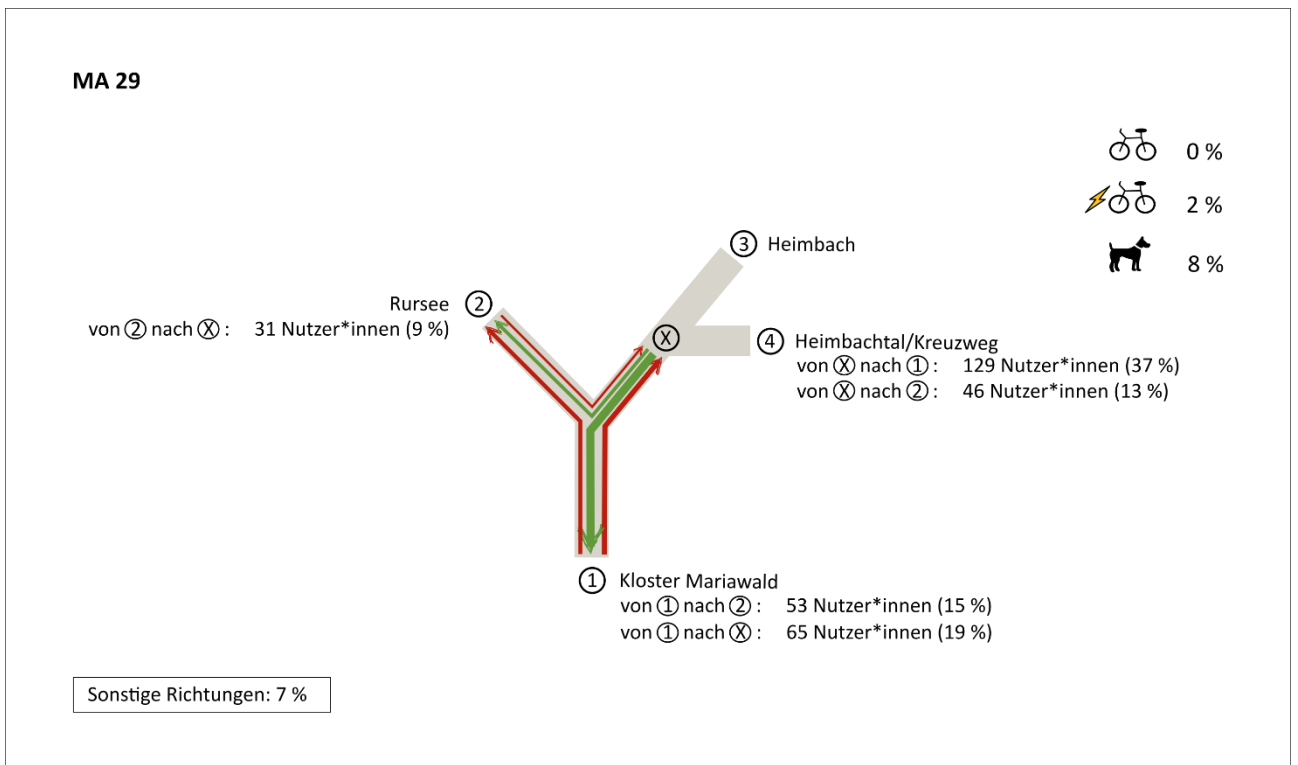 MA 29
0 %
2 %
8 %
③ Heimbach
Rursee ②
von ② nach Ⓧ : 31 Nutzer*innen (9 %)
Ⓧ
④ Heimbachtal/Kreuzweg
von Ⓧ nach ① : 129 Nutzer*innen (37 %)
von Ⓧ nach ② : 46 Nutzer*innen (13 %)
① Kloster Mariawald
von ① nach ② : 53 Nutzer*innen (15 %)
von ① nach Ⓧ : 65 Nutzer*innen (19 %)
Sonstige Richtungen: 7 %